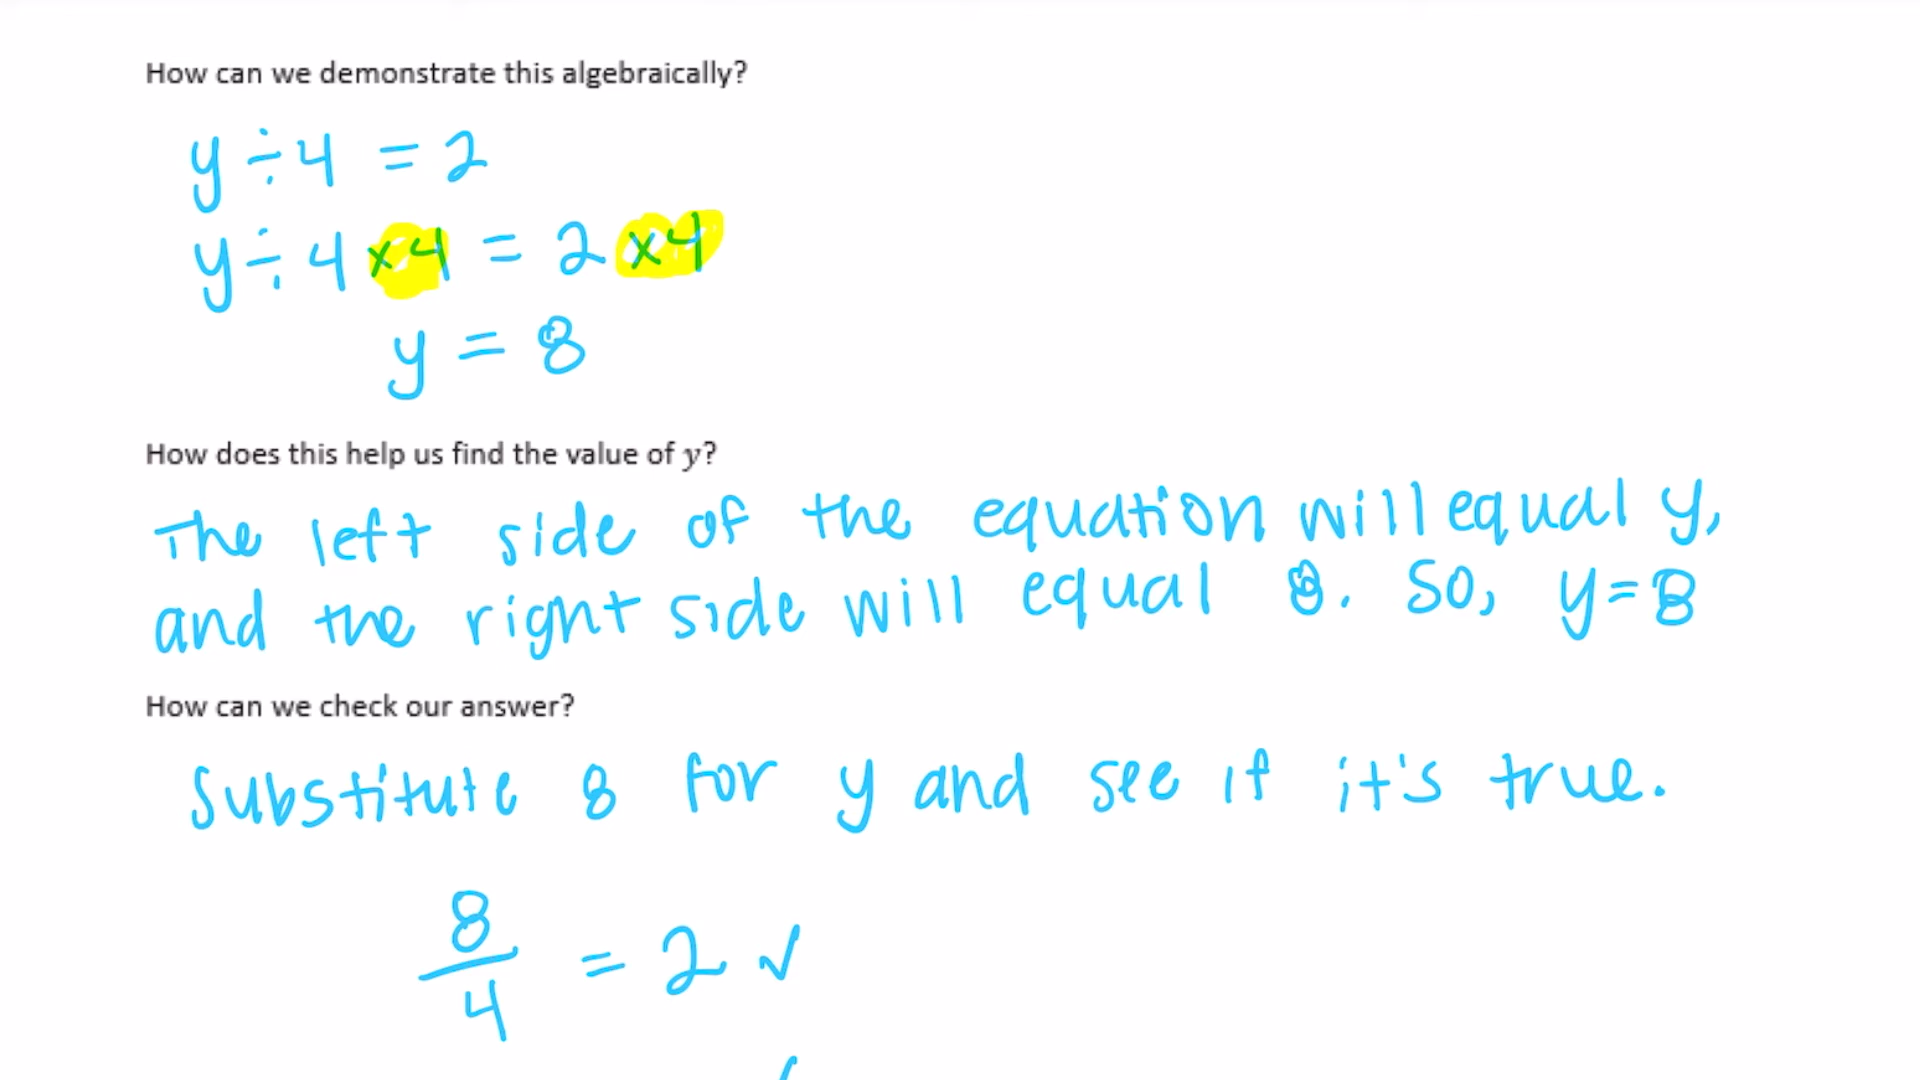 How can we demonstrate this algebraically?
y ÷ 4 = 2
y ÷ 4 x4 = 2 x4
y = 8
How does this help us find the value of y?
The left side of the equation will equal y,
and the right side will equal 8. So, y=8
How can we check our answer?
Substitute 8 for y and see if it's true.
8/4 = 2 ✓